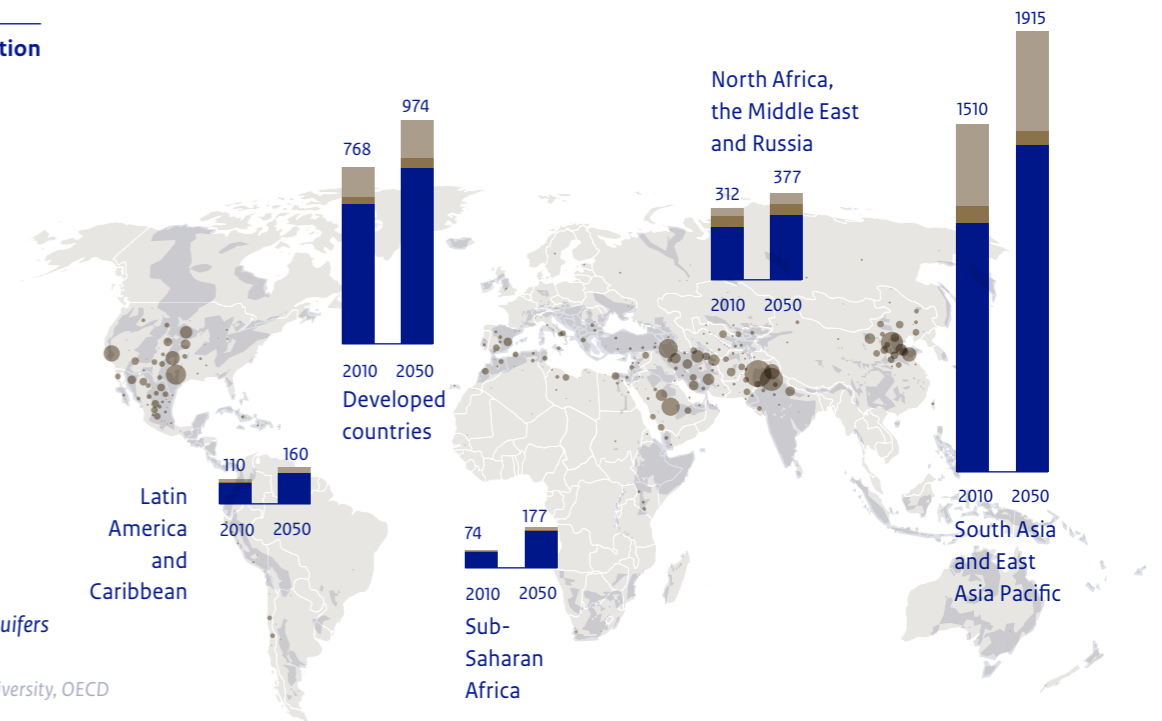 tion
768
974
2010 2050
Developed
countries
North Africa,
the Middle East
and Russia
312
377
2010 2050
1510
1915
2010 2050
South Asia
and East
Asia Pacific
110
160
2010 2050
Latin
America
and
Caribbean
74
177
2010 2050
Sub-
Saharan
Africa
uifers
iversity, OECD